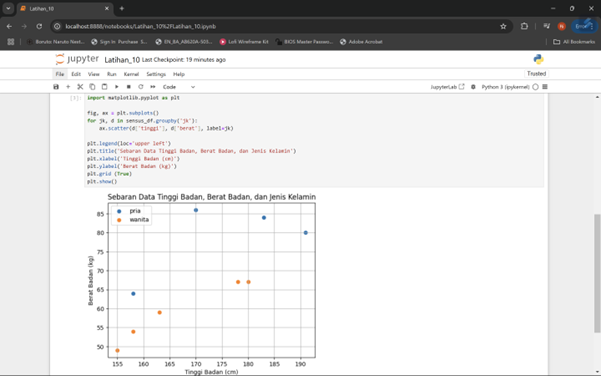 Latihan_10
localhost:8888/notebooks/Latihan_10%2FLatihan_10.ipynb
Boruto: Naruto Next...
Sign in
EN_BA_AB620A-S03...
LoFi Wireframe Kit
BIOS Master Passwo...
Adobe Acrobat
All Bookmarks
jupyter Latihan_10 Last Checkpoint: 19 minutes ago
File Edit View Run Kernel Settings Help
Trusted
Code
JupyterLab
Python 3 (ipykernel)
import matplotlib.pyplot as plt
fig, ax = plt.subplots()
for jk, d in sensus_df.groupby('jk'):
ax.scatter(d['tinggi'], d['berat'], label=jk)
plt.legend(loc='upper left')
plt.title('Sebaran Data Tinggi Badan, Berat Badan, dan Jenis Kelamin')
plt.xlabel('Tinggi Badan (cm)')
plt.ylabel('Berat Badan (kg)')
plt.grid (True)
plt.show()
Sebaran Data Tinggi Badan, Berat Badan, dan Jenis Kelamin
pria
wanita
85
80
75
70
65
60
55
50
Berat Badan (kg)
155 160 165 170 175 180 185 190
Tinggi Badan (cm)